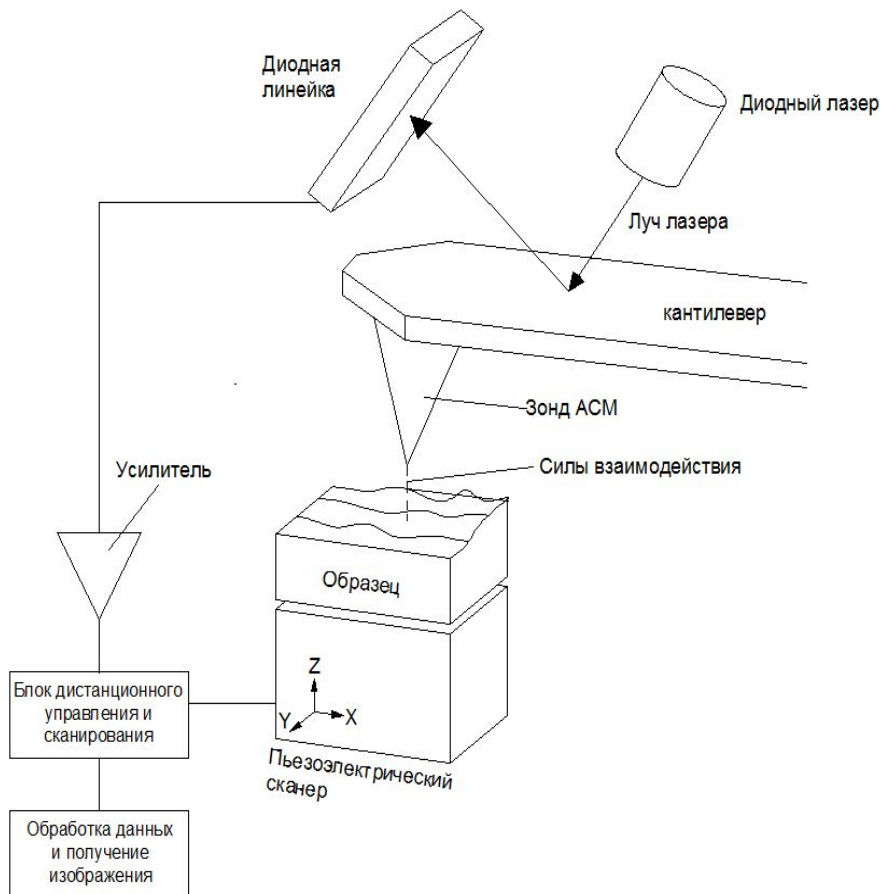 Диодная
линейка
Диодный лазер
Луч лазера
кантилевер
Зонд АСМ
Силы взаимодействия
Усилитель
Образец
Z
Y
X
Блок дистанционного
управления и
сканирования
Пьезоэлектрический
сканер
Обработка данных
и получение
изображения